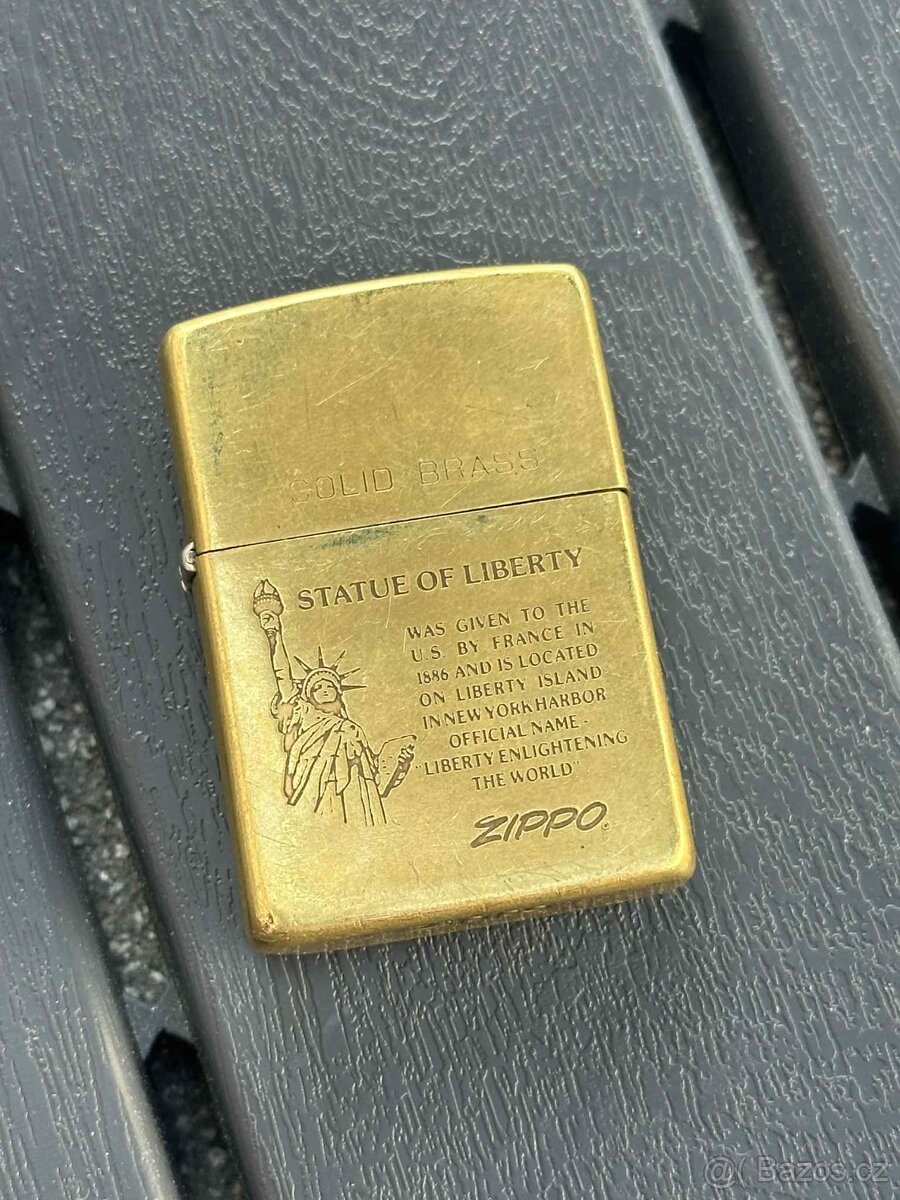 SOLID BRASS
STATUE OF LIBERTY
WAS GIVEN TO THE
U.S. BY FRANCE IN
1886 AND IS LOCATED
ON LIBERTY ISLAND
IN NEW YORK HARBOR
OFFICIAL NAME -
"LIBERTY ENLIGHTENING
THE WORLD"
ZIPPO®
@( Bazos.cz